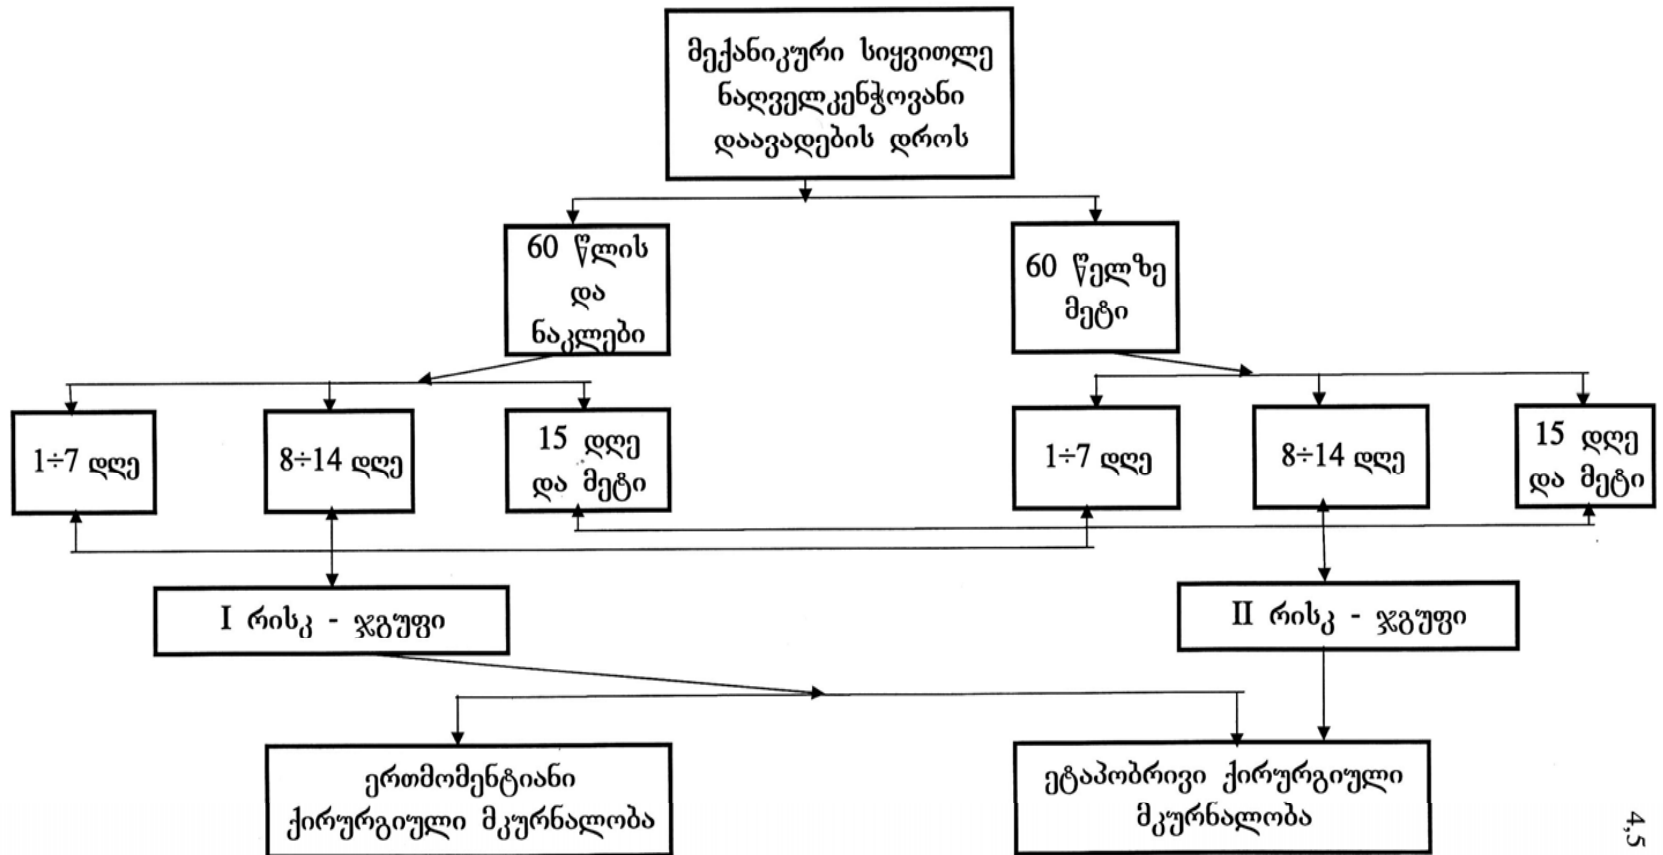 მექანიკური სიყვითლე
ნაღველკენჭოვანი
დაავადების დროს
60 წლის
და
ნაკლები
60 წელზე
მეტი
1÷7 დღე
8÷14 დღე
15 დღე
და მეტი
1÷7 დღე
8÷14 დღე
15 დღე
და მეტი
I რისკ - ჯგუფი
II რისკ - ჯგუფი
ერთმომენტიანი
ქირურგიული მკურნალობა
ეტაპობრივი ქირურგიული
მკურნალობა
4,5